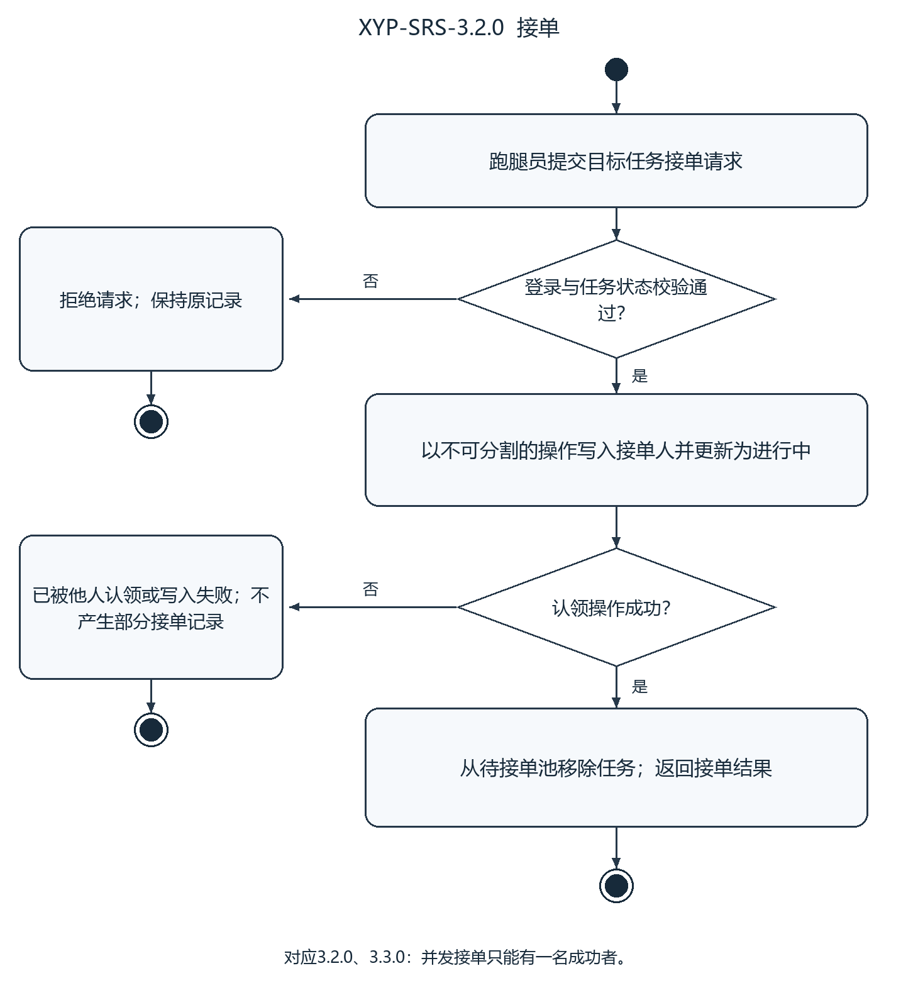 XYP-SRS-3.2.0 接单
跑腿员提交目标任务接单请求
登录与任务状态校验通
过？
否
拒绝请求；保持原记录
是
以不可分割的操作写入接单人并更新为进行中
认领操作成功？
否
已被他人认领或写入失败；不
产生部分接单记录
是
从待接单池移除任务；返回接单结果
对应3.2.0、3.3.0：并发接单只能有一名成功者。